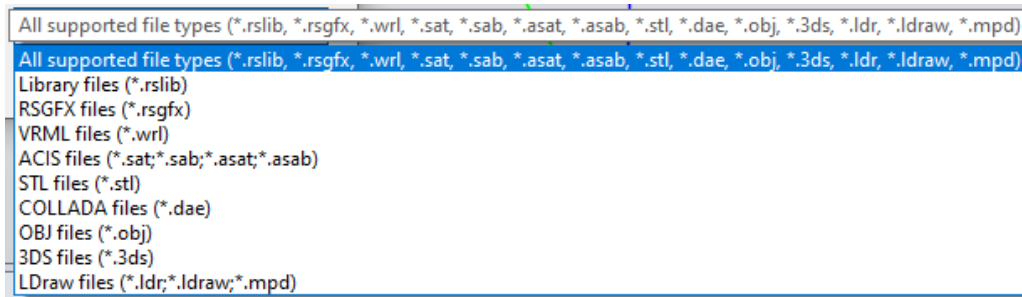 All supported file types (*.rslib, *.rsgfx, *.wrl, *.sat, *.sab, *.asat, *.asab, *.stl, *.dae, *.obj, *.3ds, *.ldr, *.ldraw, *.mpd)
All supported file types (*.rslib, *.rsgfx, *.wrl, *.sat, *.sab, *.asat, *.asab, *.stl, *.dae, *.obj, *.3ds, *.ldr, *.ldraw, *.mpd)
Library files (*.rslib)
RSGFX files (*.rsgfx)
VRML files (*.wrl)
ACIS files (*.sat;*.sab;*.asat;*.asab)
STL files (*.stl)
COLLADA files (*.dae)
OBJ files (*.obj)
3DS files (*.3ds)
LDraw files (*.ldr;*.ldraw;*.mpd)